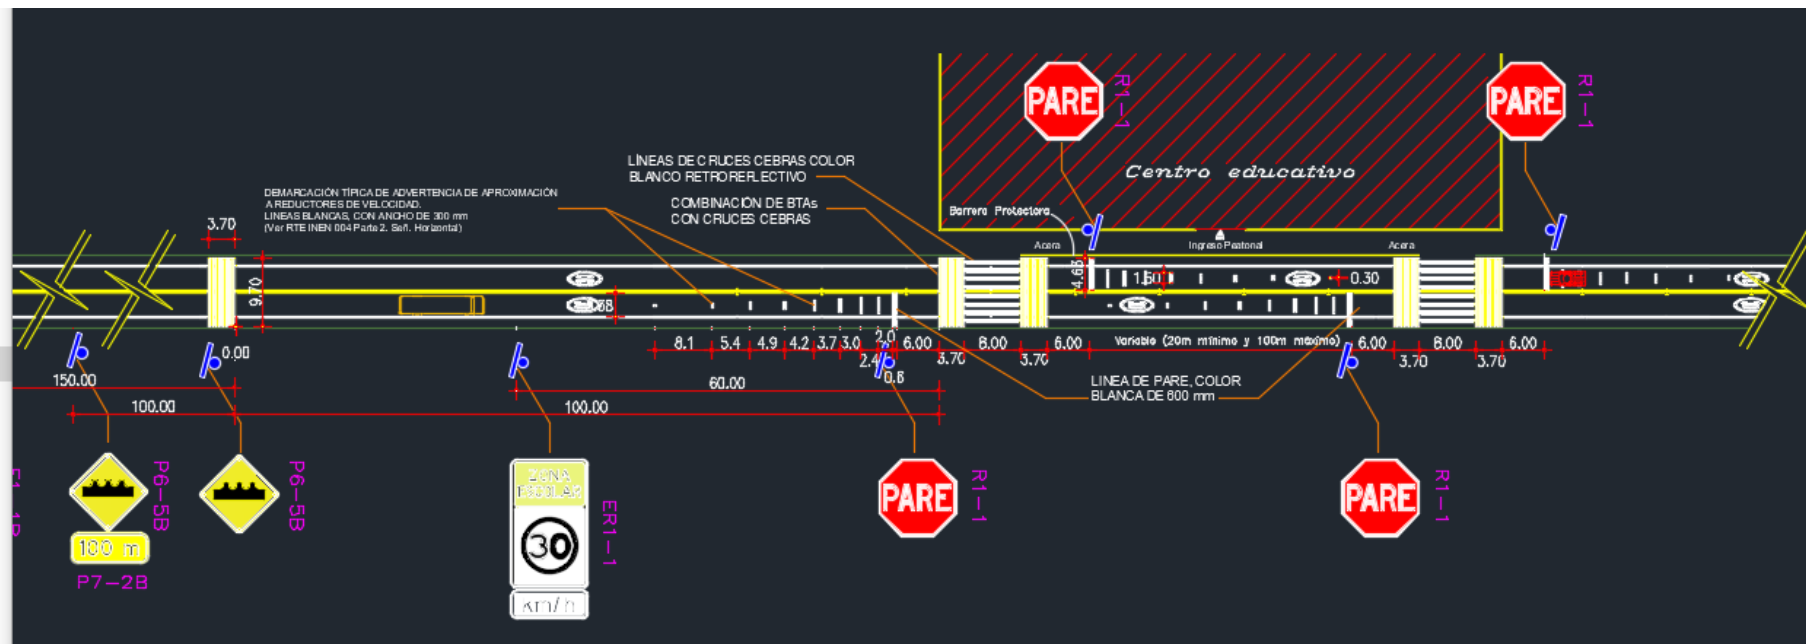 PARE
R1-1
PARE
R1-1
LÍNEAS DE CRUCES CEBRAS COLOR
BLANCO RETROREFLECTIVO
Centro educativo
DEMARCACIÓN TÍPICA DE ADVERTENCIA DE APROXIMACIÓN
A REDUCTORES DE VELOCIDAD.
LINEAS BLANCAS, CON ANCHO DE 300 mm
(Ver RTE INEN 004 Parte 2. Señ. Horizontal)
COMBINACIÓN DE BTAs
CON CRUCES CEBRAS
Barrera Protectora
3.70
Acera
Ingreso Peatonal
Acera
9.70
4.63
1.50
0.30
8.1
5.4
4.9
4.2
3.7
3.0
2.0
6.00
8.00
6.00
Variable (20m mínimo y 100m máximo)
6.00
8.00
6.00
0.00
3.70
3.70
3.70
3.70
150.00
60.00
LINEA DE PARE, COLOR
BLANCA DE 600 mm
100.00
100.00
P6-5B
P6-5B
ZONA
ESCOLAR
30
km/h
ER1-1
PARE
R1-1
PARE
R1-1
100 m
P7-2B